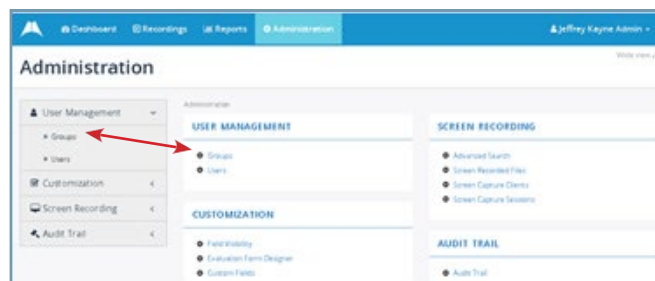 Dashboard Recordings Reports Administration Jeffrey Kayne Admin
Administration
Wide view
User Management
Groups
Users
Customization
Screen Recording
Audit Trail
Administration
USER MANAGEMENT
Groups
Users
CUSTOMIZATION
Field Visibility
Evaluation Form Designer
Custom Fields
SCREEN RECORDING
Advanced Search
Screen Recorded Files
Screen Capture Clients
Screen Capture Sessions
AUDIT TRAIL
Audit Trail